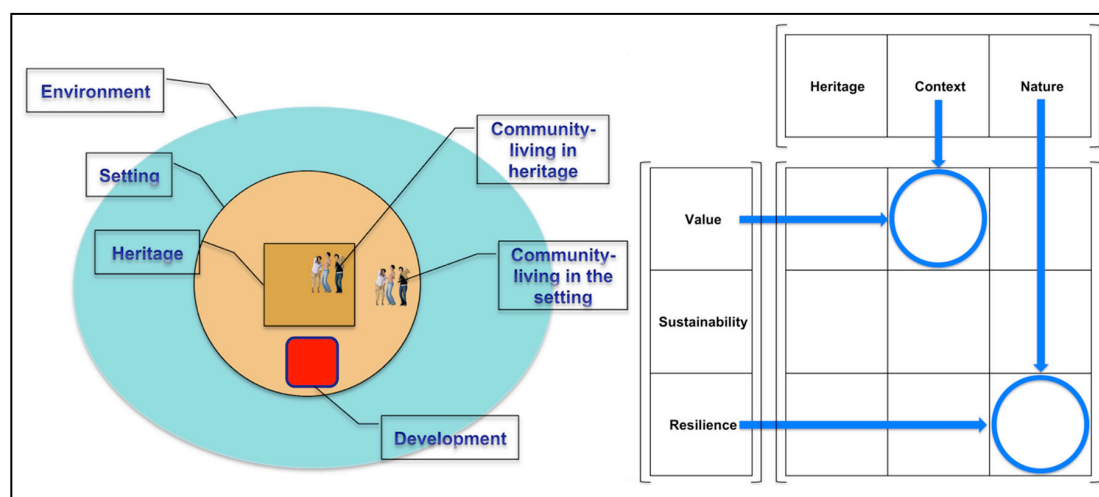 Environment
Setting
Heritage
Community-
living in
heritage
Community-
living in the
setting
Development
Heritage
Context
Nature
Value
Sustainability
Resilience